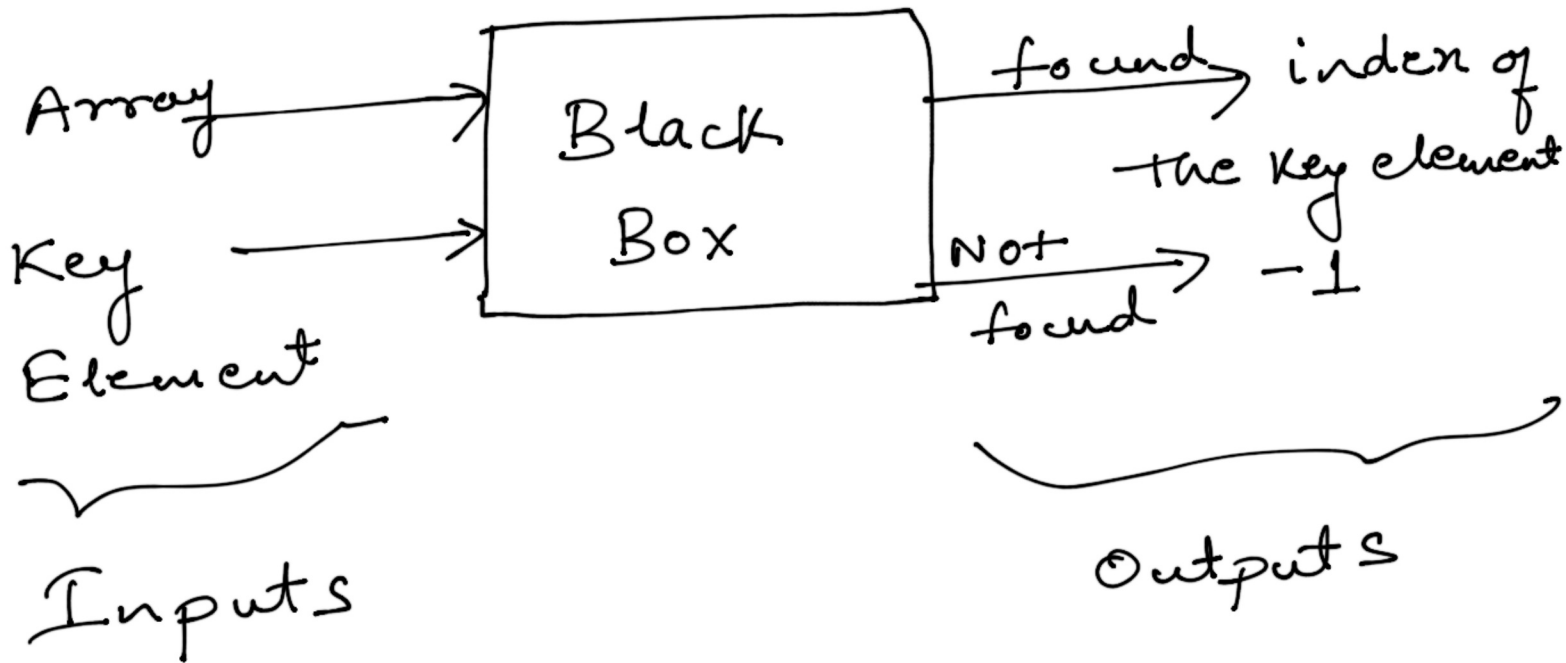 Array
Key
Element
Inputs
Black
Box
found
index of
the key element
Not
found
-1
Outputs